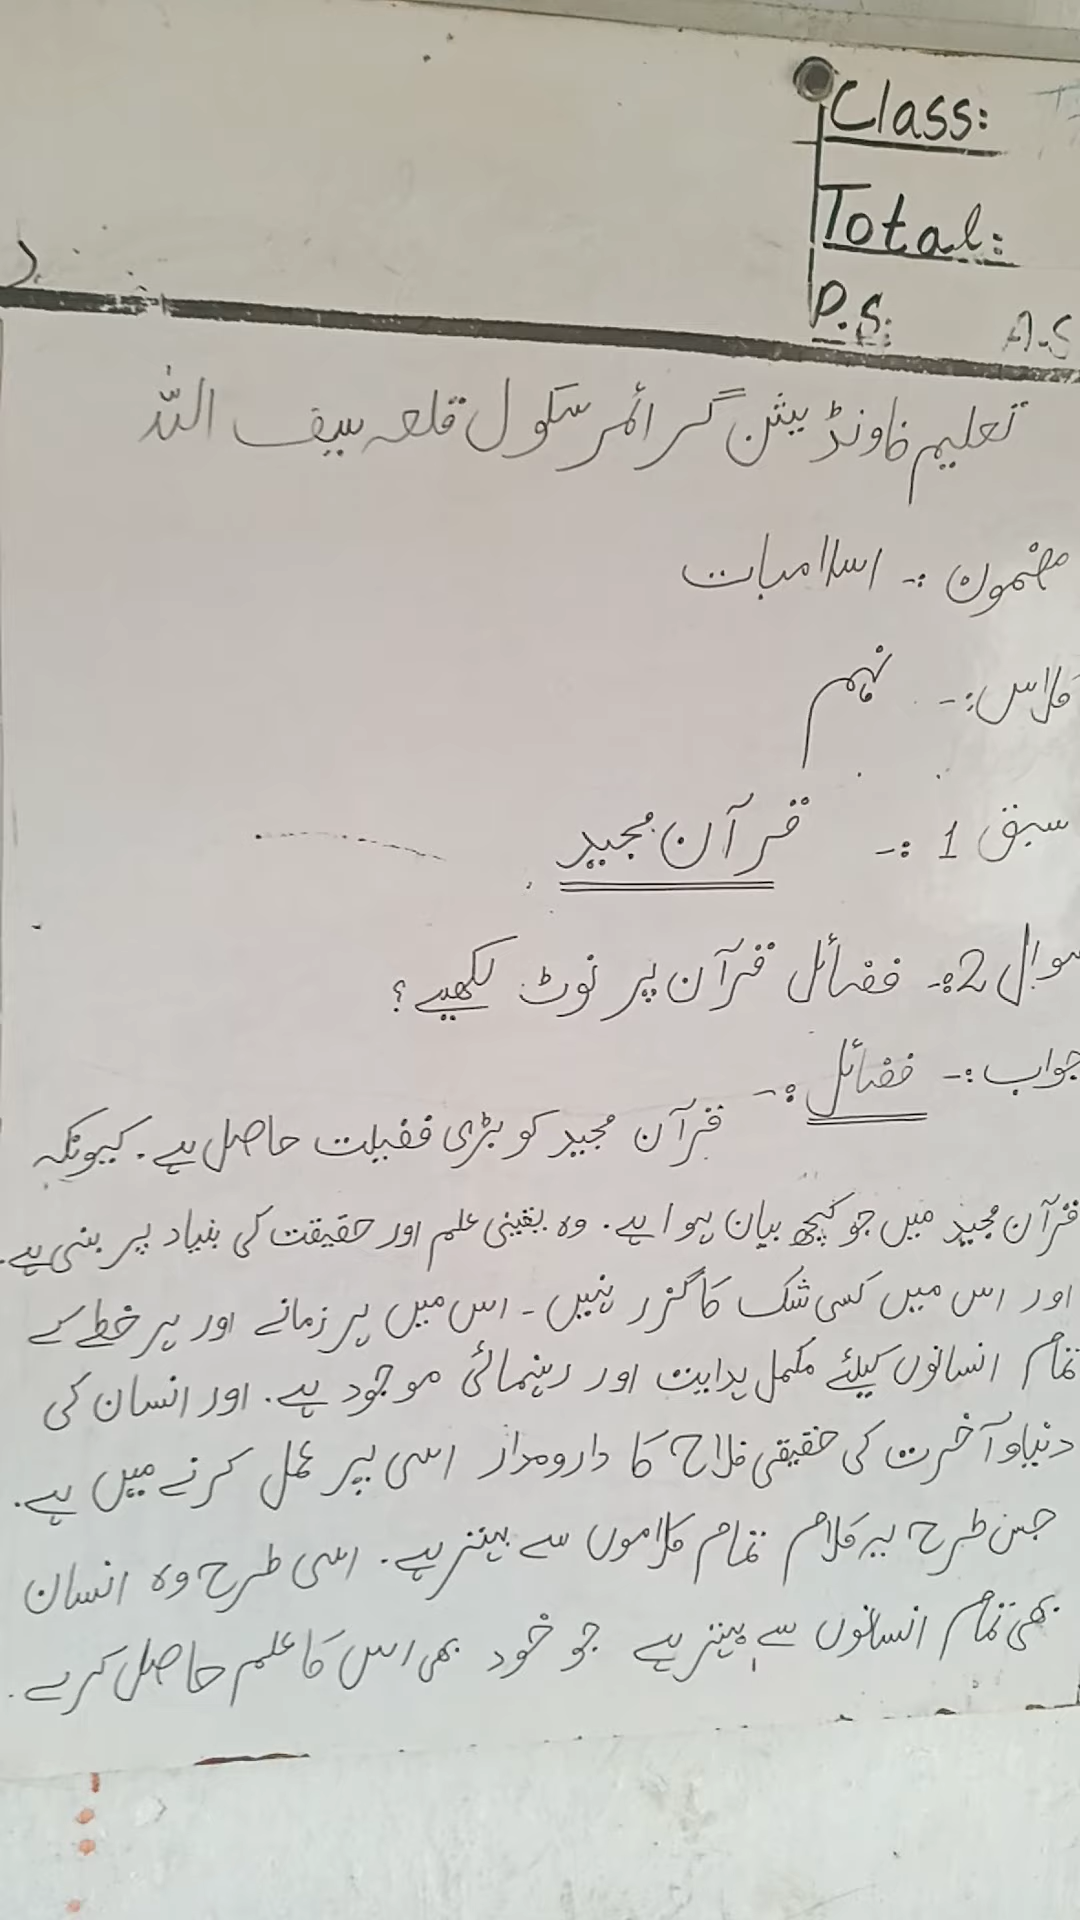 Class:
Total:
P.S: A.S
تعلیم فاونڈیشن گرائمر سکول قلعہ سیف اللہ
مضمون :- اسلامیات
کلاس :- نہم
سبق 1 :- قرآن مجید
سوال 2:- فضائل قرآن پر نوٹ لکھیے؟
جواب :- فضائل :-
قرآن مجید کو بڑی فضیلت حاصل ہے۔ کیونکہ
قرآن مجید میں جو کچھ بیان ہوا ہے۔ وہ یقینی علم اور حقیقت کی بنیاد پر بنی ہے۔
اور اس میں کسی شک کا گزر نہیں ۔ اس میں ہر زمانے اور ہر خطے کے
تمام انسانوں کیلئے مکمل ہدایت اور رہنمائی موجود ہے۔ اور انسان کی
دنیا و آخرت کی حقیقی فلاح کا دارومدار اسی پر عمل کرنے میں ہے۔
جس طرح یہ کلام تمام کلاموں سے بہتر ہے۔ اسی طرح وہ انسان
بھی تمام انسانوں سے بہتر ہے جو خود بھی اس کا علم حاصل کرے۔